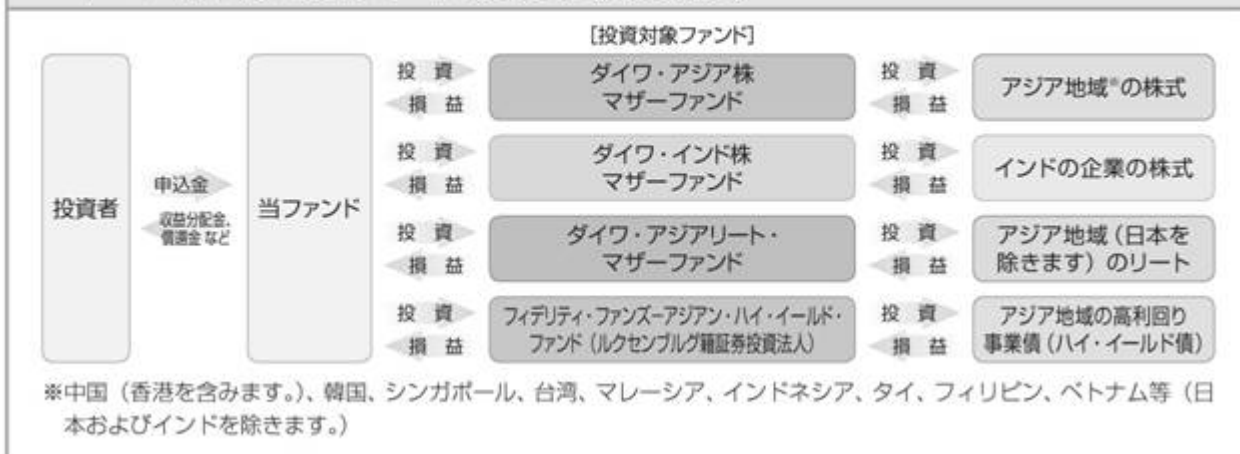 [投資対象ファンド]
投資者
申込金
収益分配金、
償還金 など
当ファンド
投 資
損 益
ダイワ・アジア株
マザーファンド
投 資
損 益
アジア地域※の株式
投 資
損 益
ダイワ・インド株
マザーファンド
投 資
損 益
インドの企業の株式
投 資
損 益
ダイワ・アジアリート・
マザーファンド
投 資
損 益
アジア地域(日本を
除きます)のリート
投 資
損 益
フィデリティ・ファンズ-アジアン・ハイ・イールド・
ファンド(ルクセンブルグ籍証券投資法人)
投 資
損 益
アジア地域の高利回り
事業債(ハイ・イールド債)
※中国(香港を含みます。)、韓国、シンガポール、台湾、マレーシア、インドネシア、タイ、フィリピン、ベトナム等(日
本およびインドを除きます。)